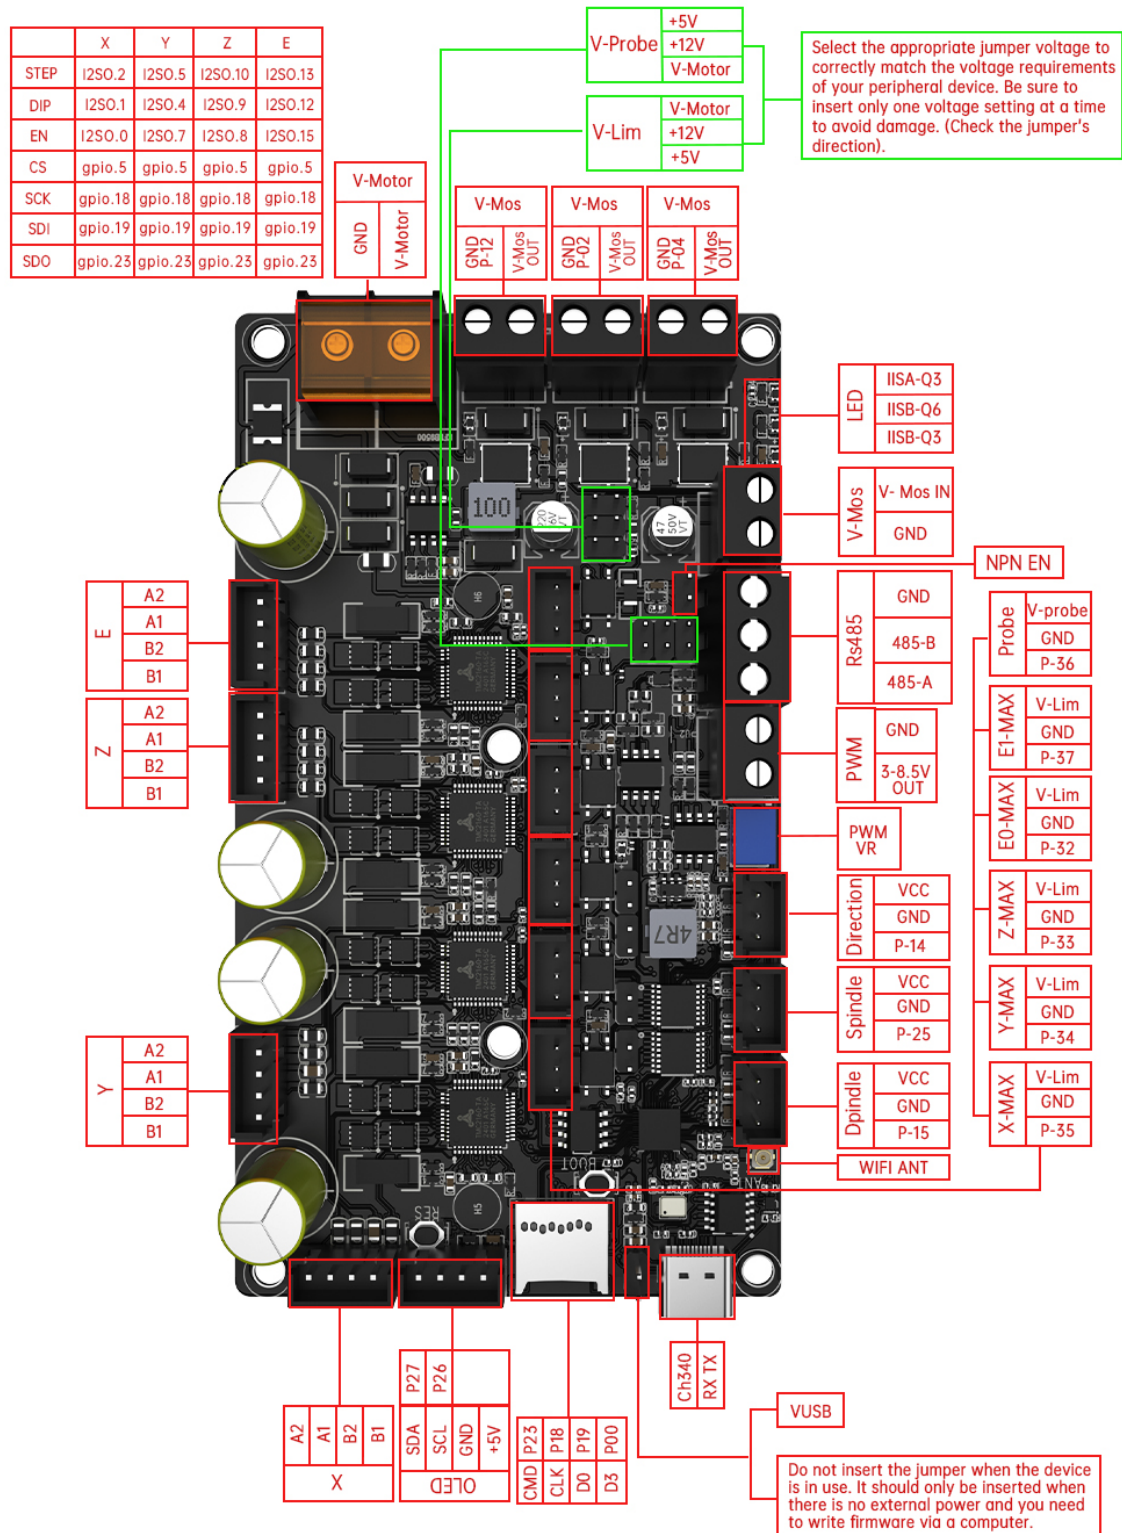 X Y Z E
STEP I2SO.2 I2SO.5 I2SO.10 I2SO.13
DIP I2SO.1 I2SO.4 I2SO.9 I2SO.12
EN I2SO.0 I2SO.7 I2SO.8 I2SO.15
CS gpio.5 gpio.5 gpio.5 gpio.5
SCK gpio.18 gpio.18 gpio.18 gpio.18
SDI gpio.19 gpio.19 gpio.19 gpio.19
SDO gpio.23 gpio.23 gpio.23 gpio.23
V-Probe
+5V
+12V
V-Motor
V-Lim
V-Motor
+12V
+5V
Select the appropriate jumper voltage to
correctly match the voltage requirements
of your peripheral device. Be sure to
insert only one voltage setting at a time
to avoid damage. (Check the jumper's
direction).
V-Motor
GND
V-Motor
V-Mos
GND
P-12
V-Mos
OUT
V-Mos
GND
P-02
V-Mos
OUT
V-Mos
GND
P-04
V-Mos
OUT
LED
IISA-Q3
IISB-Q6
IISB-Q3
V-Mos
V- Mos IN
GND
NPN EN
Rs485
GND
485-B
485-A
PWM
GND
3-8.5V
OUT
PWM
VR
Direction
VCC
GND
P-14
Spindle
VCC
GND
P-25
Dpindle
VCC
GND
P-15
WIFI ANT
Probe
V-probe
GND
P-36
E1-MAX
V-Lim
GND
P-37
E0-MAX
V-Lim
GND
P-32
Z-MAX
V-Lim
GND
P-33
Y-MAX
V-Lim
GND
P-34
X-MAX
V-Lim
GND
P-35
E
A2
A1
B2
B1
Z
A2
A1
B2
B1
Y
A2
A1
B2
B1
100
220
6V
VT
47
50V
VT
H6
4R7
BOOT
RES
H5
A2
A1
B2
B1
X
P27
P26
SDA
SCL
GND
+5V
OLED
CMD P23
CLK P18
D0 P19
D3 P00
Ch340
RX TX
VUSB
Do not insert the jumper when the device
is in use. It should only be inserted when
there is no external power and you need
to write firmware via a computer.